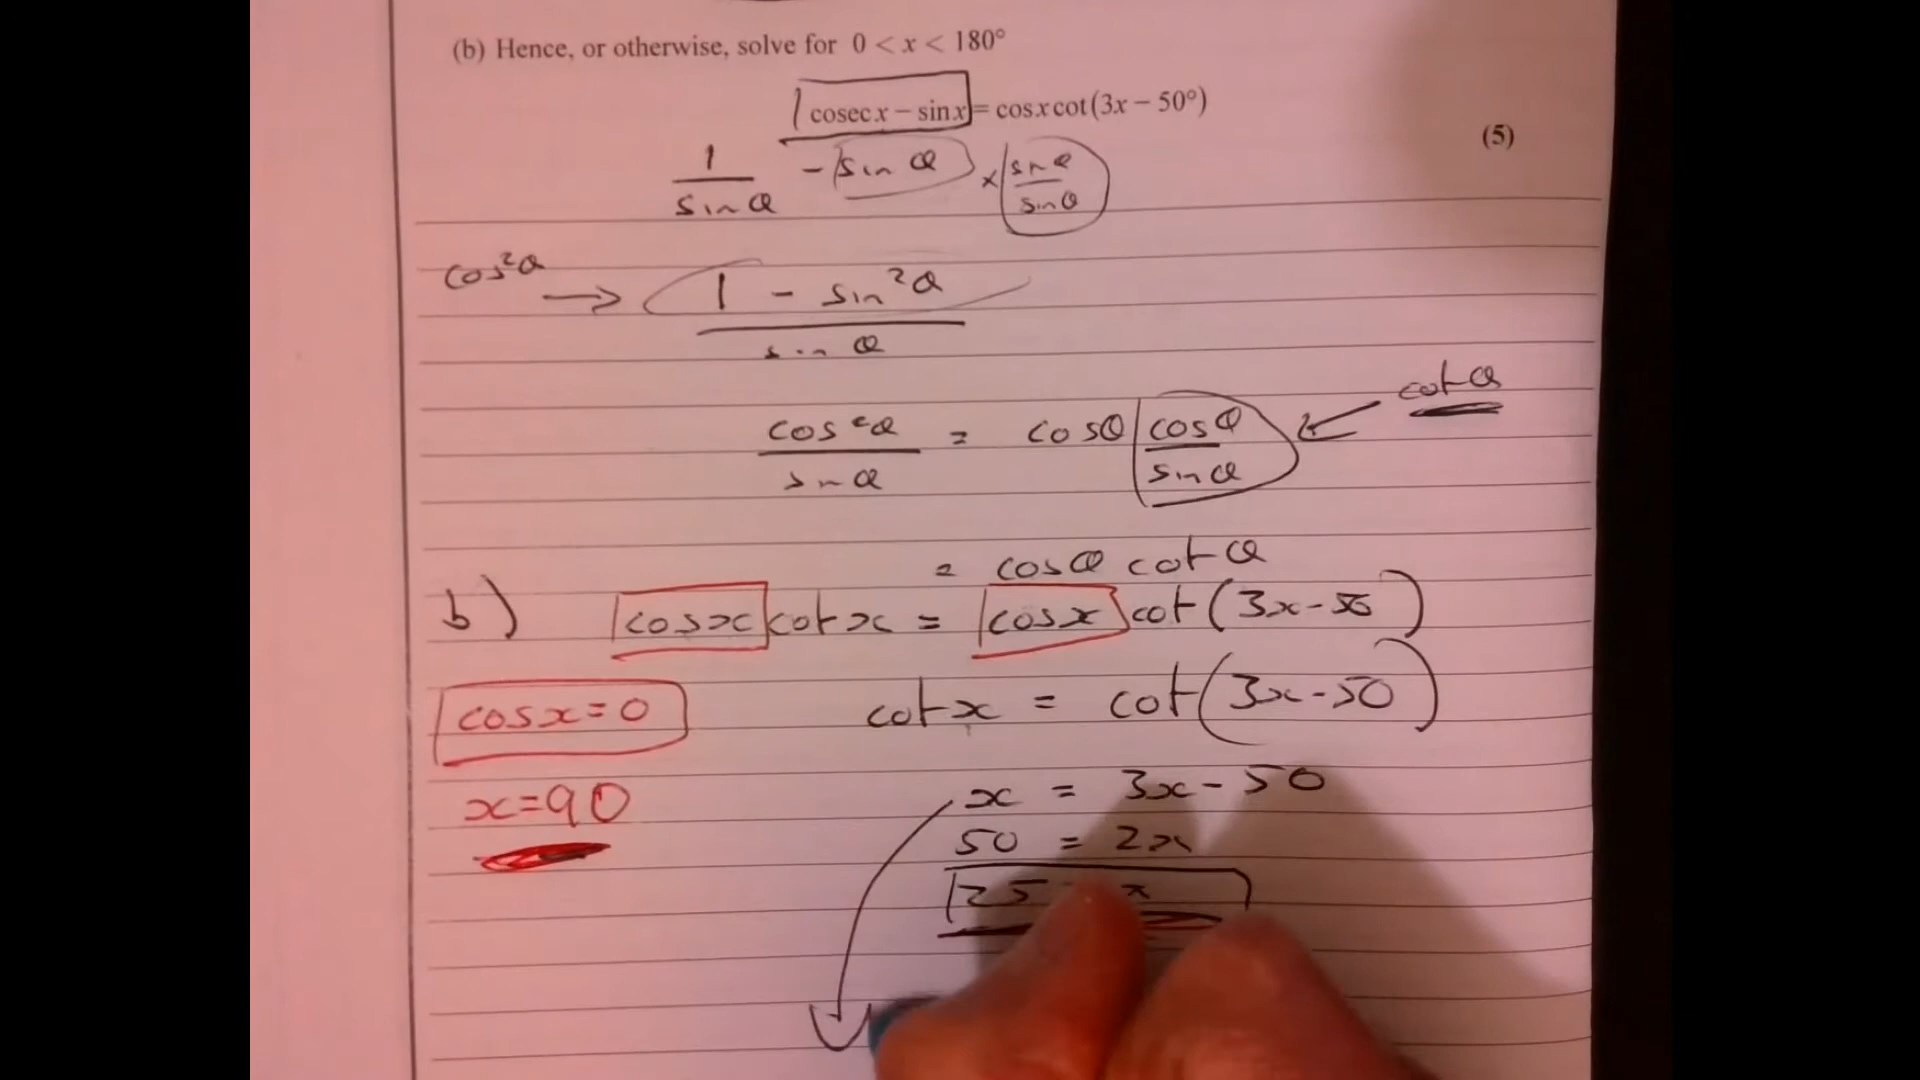 (b) Hence, or otherwise, solve for 0 < x < 180°
cosec x − sin x = cos x cot (3x − 50°)
(5)
1/sin θ − sin θ × sin θ/sin θ
cos²θ → 1 − sin²θ / sin θ
cot θ
cos²θ/sin θ = cos θ cos θ/sin θ
= cos θ cot θ
b) cos x cot x = cos x cot (3x − 50)
cos x = 0 cot x = cot (3x − 50)
x = 90 x = 3x − 50
50 = 2x
25 x